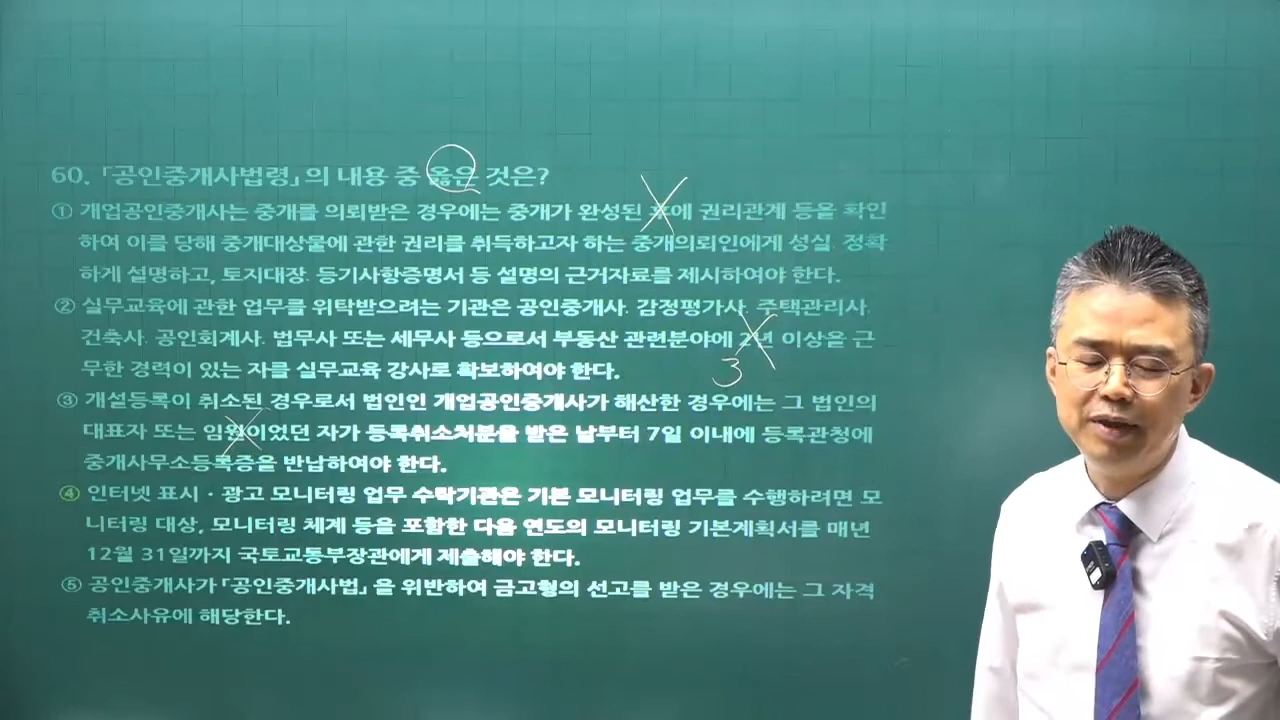 60. 「공인중개사법령」의 내용 중 옳은 것은?
① 개업공인중개사는 중개를 의뢰받은 경우에는 중개가 완성된 후에 권리관계 등을 확인
하여 이를 당해 중개대상물에 관한 권리를 취득하고자 하는 중개의뢰인에게 성실·정확
하게 설명하고, 토지대장·등기사항증명서 등 설명의 근거자료를 제시하여야 한다.
② 실무교육에 관한 업무를 위탁받으려는 기관은 공인중개사·감정평가사·주택관리사·
건축사·공인회계사·법무사 또는 세무사 등으로서 부동산 관련분야에 2년 이상을 근
3
무한 경력이 있는 자를 실무교육 강사로 확보하여야 한다.
③ 개설등록이 취소된 경우로서 법인인 개업공인중개사가 해산한 경우에는 그 법인의
대표자 또는 임원이었던 자가 등록취소처분을 받은 날부터 7일 이내에 등록관청에
중개사무소등록증을 반납하여야 한다.
④ 인터넷 표시·광고 모니터링 업무 수탁기관은 기본 모니터링 업무를 수행하려면 모
니터링 대상, 모니터링 체계 등을 포함한 다음 연도의 모니터링 기본계획서를 매년
12월 31일까지 국토교통부장관에게 제출해야 한다.
⑤ 공인중개사가 「공인중개사법」을 위반하여 금고형의 선고를 받은 경우에는 그 자격
취소사유에 해당한다.